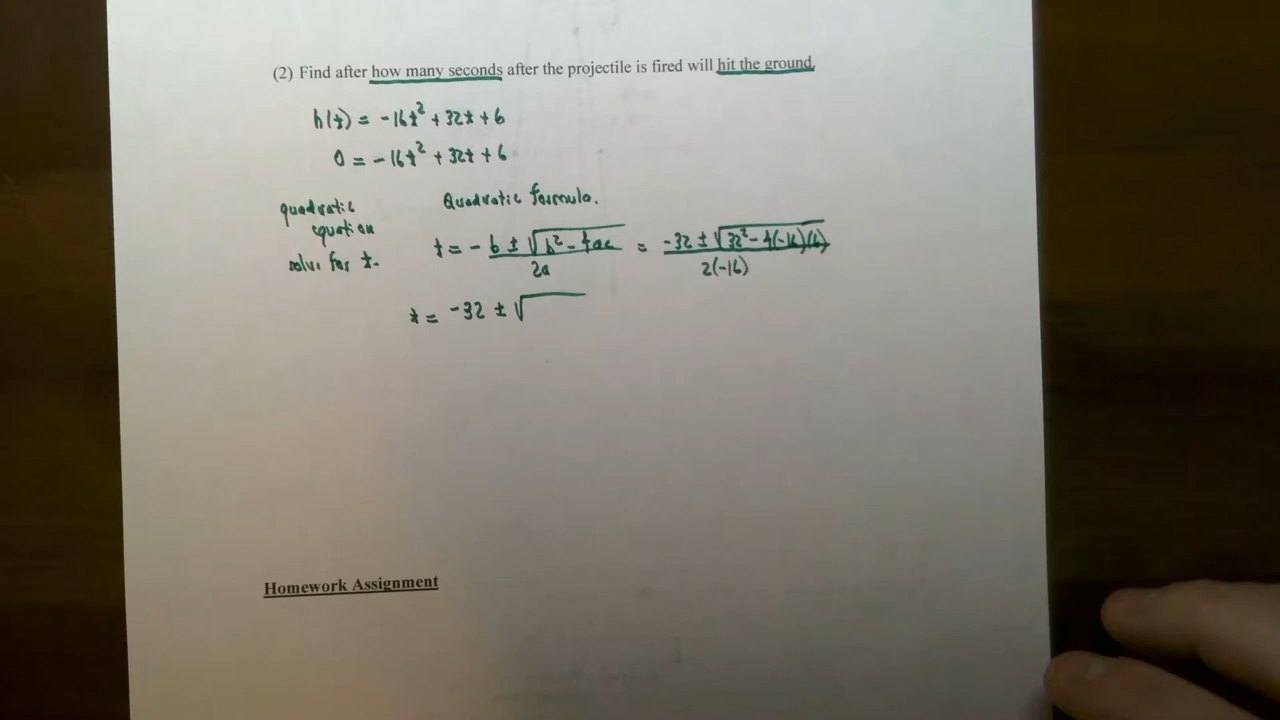 (2) Find after how many seconds after the projectile is fired will hit the ground.
h(t) = -16t² + 32t + 6
0 = -16t² + 32t + 6
quadratic equation solve for t.
Quadratic formula.
t = -b ± √(b² - 4ac) / 2a = -32 ± √(32² - 4(-16)(6)) / 2(-16)
t = -32 ± √
Homework Assignment